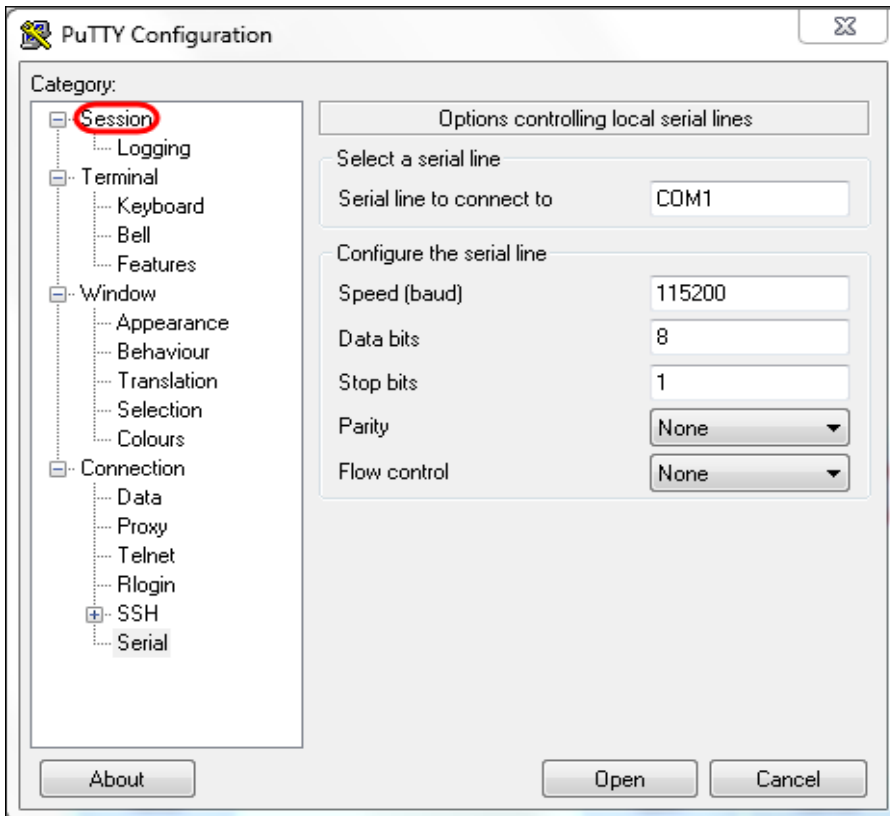 PuTTY Configuration
Category:
Session
Logging
Terminal
Keyboard
Bell
Features
Window
Appearance
Behaviour
Translation
Selection
Colours
Connection
Data
Proxy
Telnet
Rlogin
SSH
Serial
Options controlling local serial lines
Select a serial line
Serial line to connect to COM1
Configure the serial line
Speed (baud) 115200
Data bits 8
Stop bits 1
Parity None
Flow control None
About Open Cancel